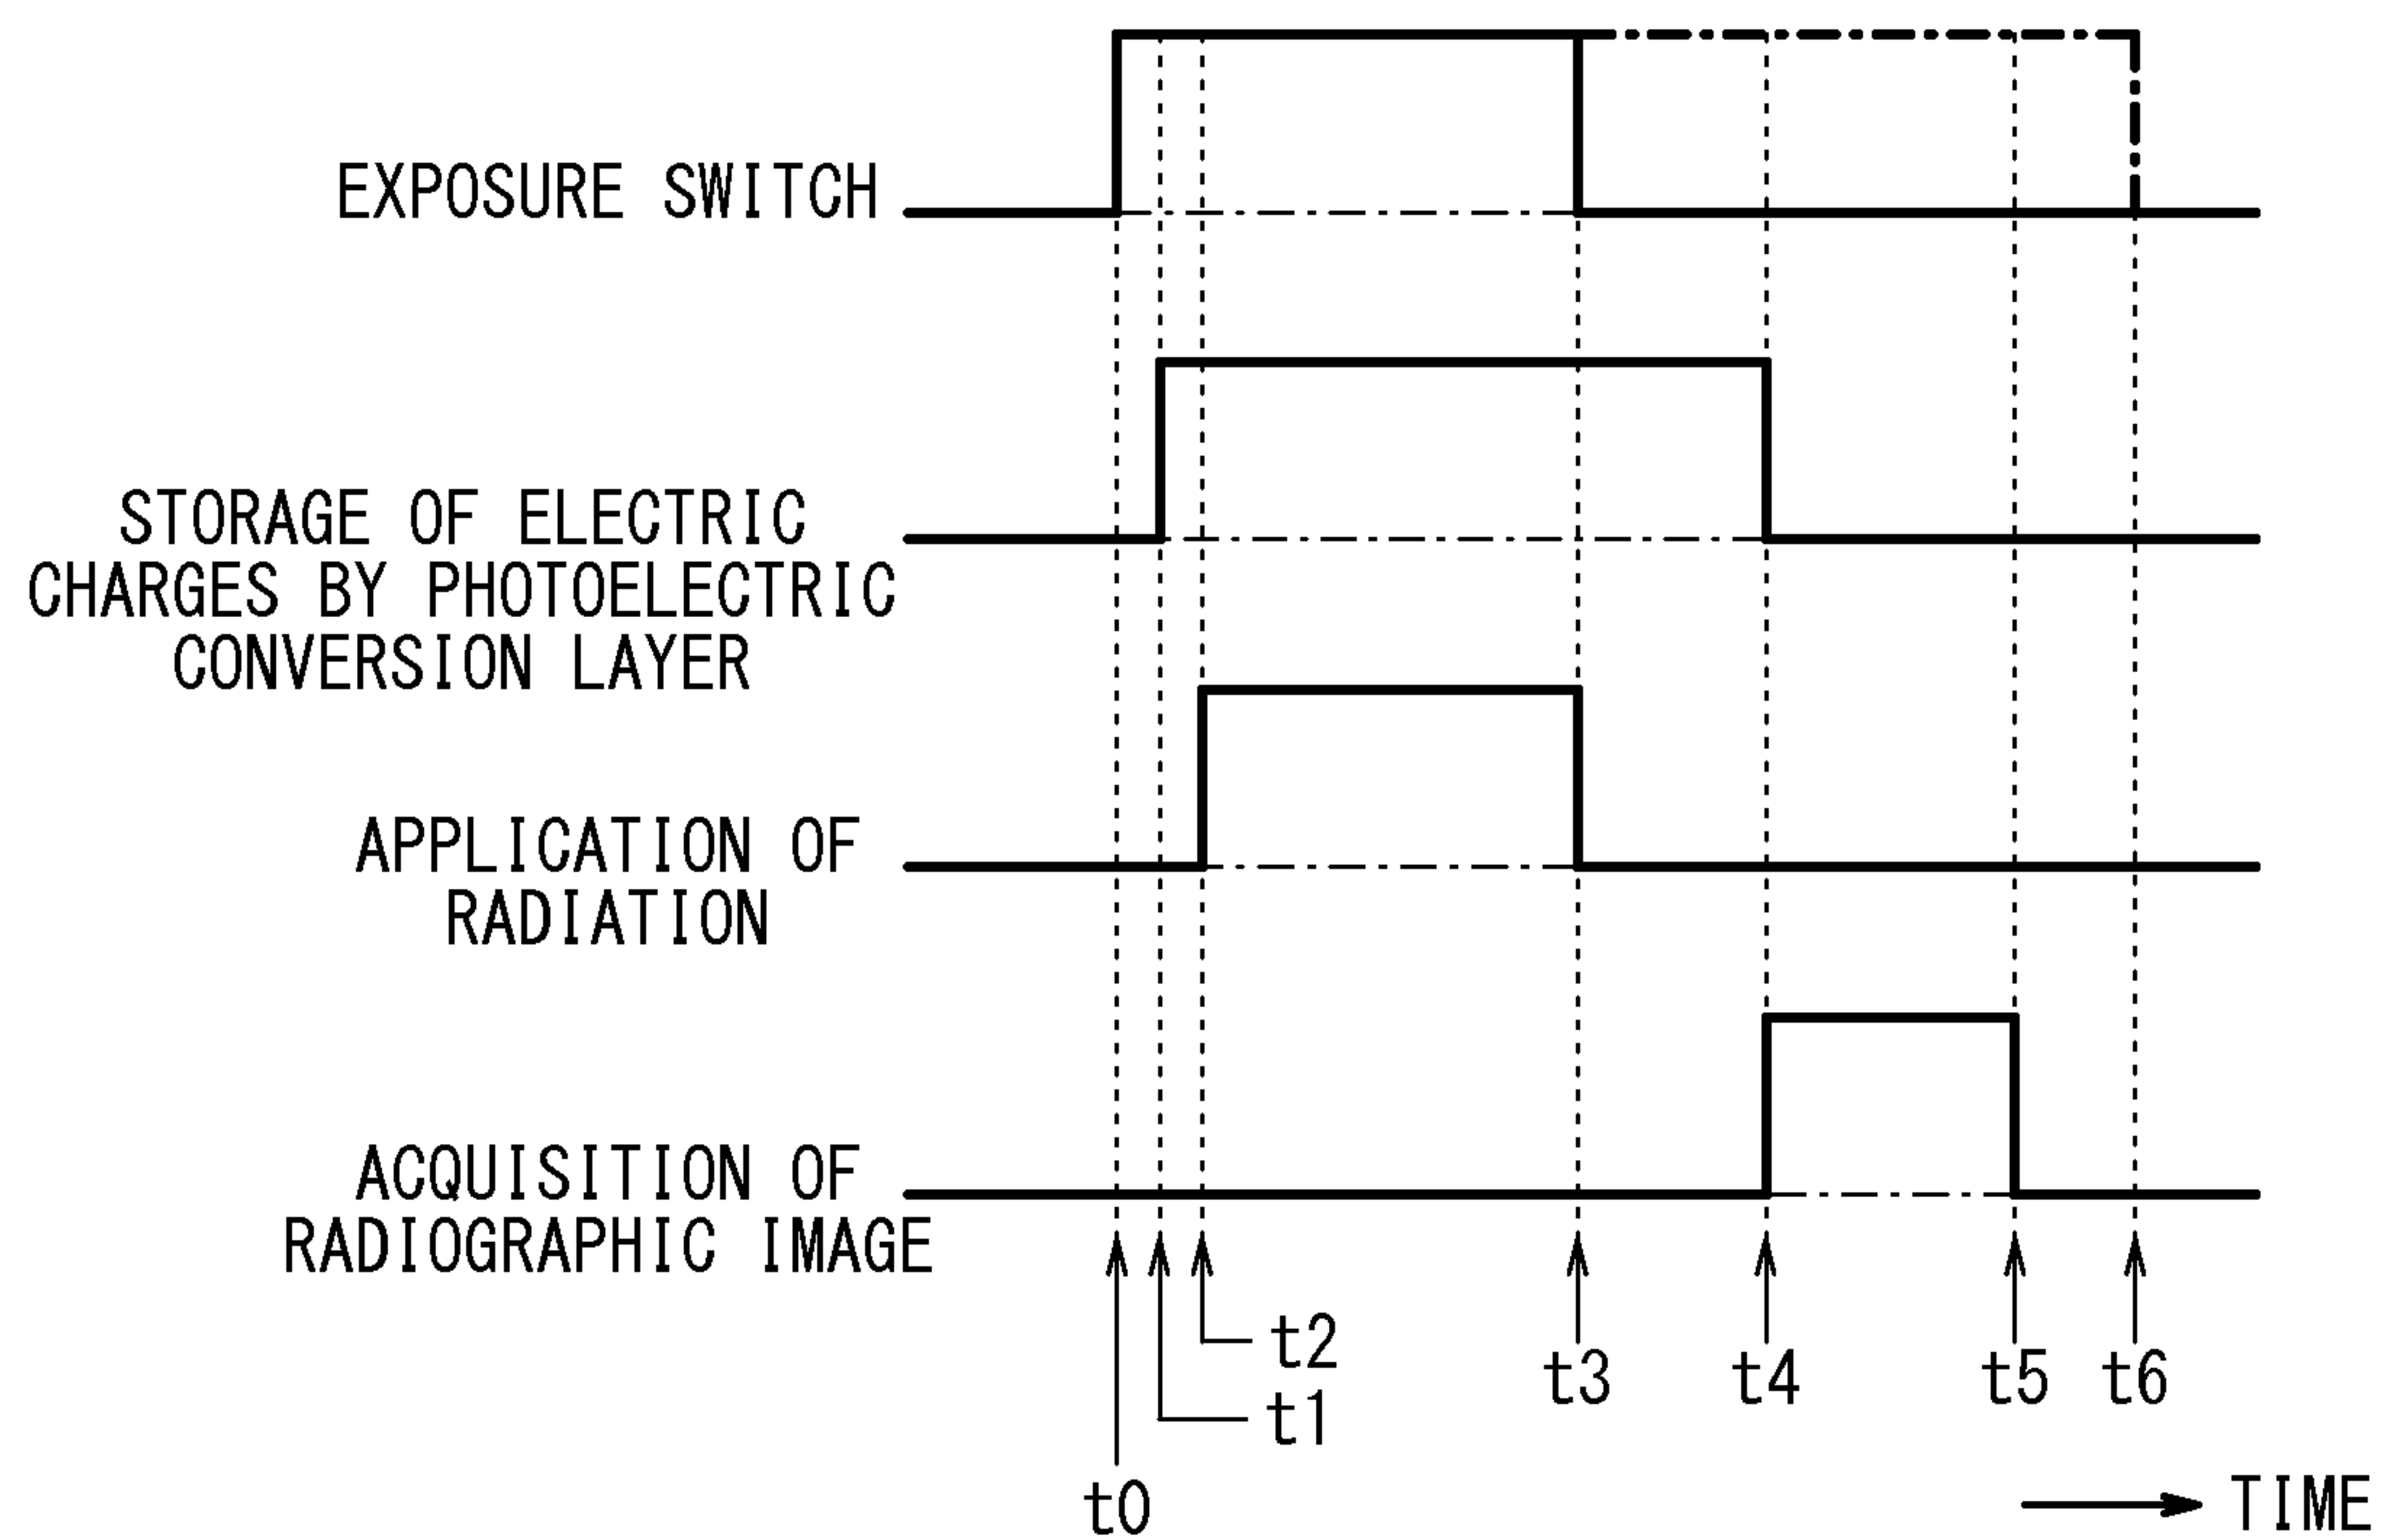 EXPOSURE SWITCH
STORAGE OF ELECTRIC
CHARGES BY PHOTOELECTRIC
CONVERSION LAYER
APPLICATION OF
RADIATION
ACQUISITION OF
RADIOGRAPHIC IMAGE
t2
t3
t4
t5
t6
t1
t0
TIME